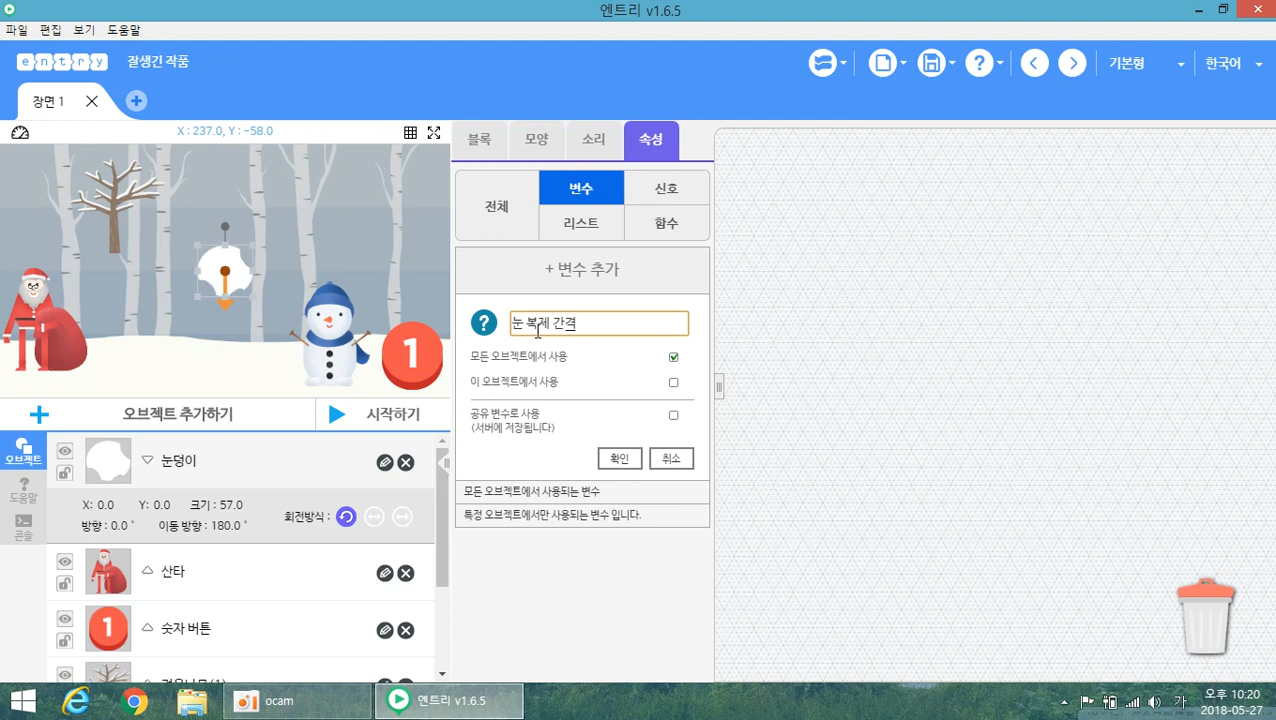 엔트리 v1.6.5
파일 편집 보기 도움말
entry 잘생긴 작품 기본형 한국어
장면 1
X : 237.0, Y : -58.0
블록 모양 소리 속성
전체 변수 신호
리스트 함수
+ 변수 추가
눈 복제 간격
모든 오브젝트에서 사용
이 오브젝트에서 사용
공유 변수로 사용
(서버에 저장됩니다)
확인 취소
모든 오브젝트에서 사용되는 변수
특정 오브젝트에서만 사용되는 변수 입니다.
1
오브젝트 추가하기 시작하기
오브젝트
도움말
콘솔
눈덩이
X: 0.0 Y: 0.0 크기 : 57.0
방향 : 0.0 ° 이동 방향 : 180.0 ° 회전방식 :
산타
1
숫자 버튼
ocam
엔트리 v1.6.5
가
오후 10:20
2018-05-27